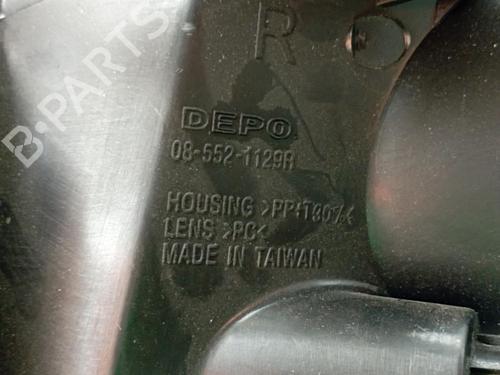 R
DEPO
08-552-1129R
HOUSING >PP+T30%<
LENS >PC<
MADE IN TAIWAN
B-PARTS